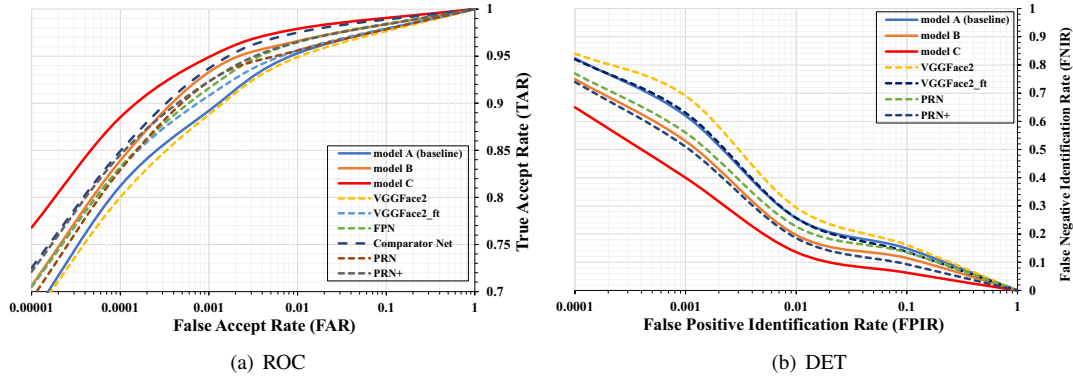 1
0.95
0.9
0.85
0.8
0.75
0.7
True Accept Rate (TAR)
model A (baseline)
model B
model C
VGGFace2
VGGFace2_ft
FPN
Comparator Net
PRN
PRN+
0.00001 0.0001 0.001 0.01 0.1 1
False Accept Rate (FAR)
(a) ROC
1
0.9
0.8
0.7
0.6
0.5
0.4
0.3
0.2
0.1
0
False Negative Identification Rate (FNIR)
model A (baseline)
model B
model C
VGGFace2
VGGFace2_ft
PRN
PRN+
0.0001 0.001 0.01 0.1 1
False Positive Identification Rate (FPIR)
(b) DET